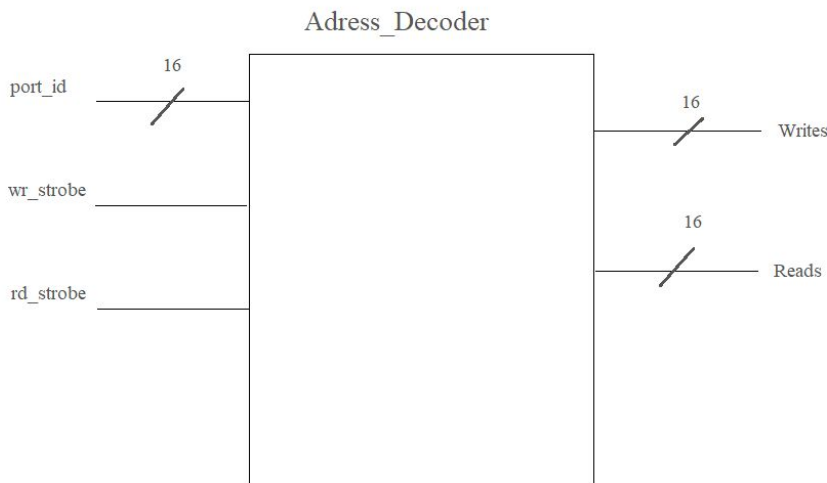 Adress_Decoder
16
port_id
16
Writes
wr_strobe
16
rd_strobe
Reads